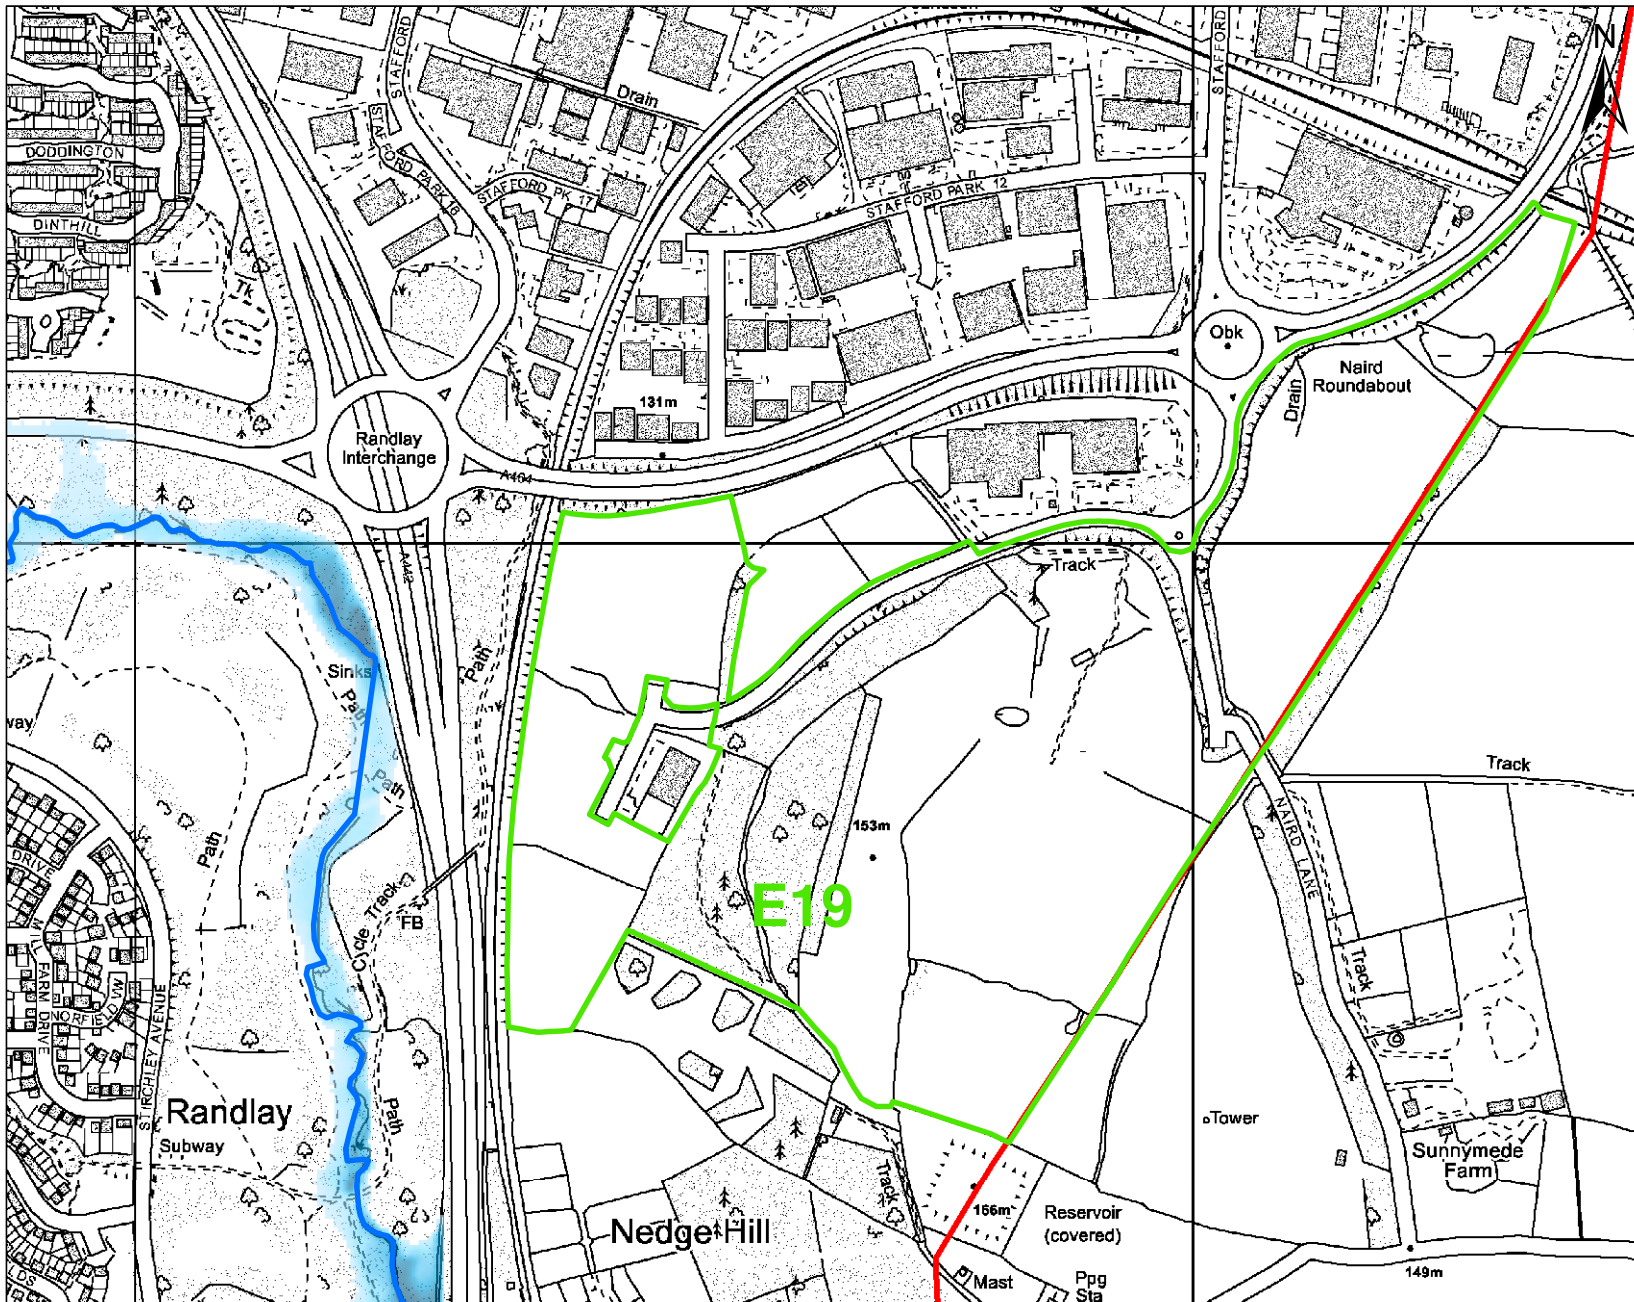 STAFFORD
STAFFORD
N
Drain
DODDINGTON
STAFFORD PARK 18
STAFFORD PK 17
STAFFORD PARK 12
DINTHILL
Tk
Obk
Naird
Roundabout
Drain
131m
Randlay
Interchange
A464
A442
Track
Path
Sinks
Path
way
Path
Track
NAIRD LANE
153m
Path
DRIVE
E19
Cycle Track
FB
Track
MILL FARM DRIVE
STIRCHLEY AVENUE
Path
Randlay
Subway
Tower
Sunnymede
Farm
Track
166m
Reservoir
(covered)
Nedge Hill
149m
Mast
Ppg
Sta